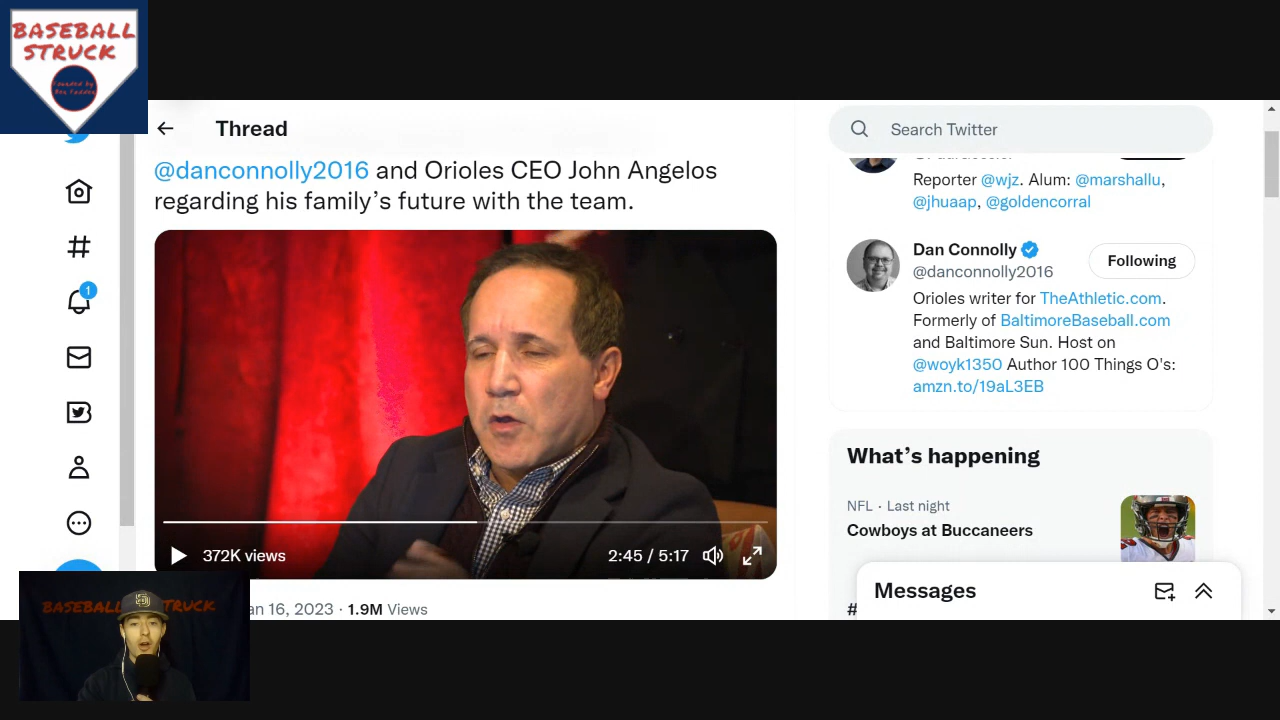 BASEBALL
STRUCK
Thread
@danconnolly2016 and Orioles CEO John Angelos
regarding his family’s future with the team.
372K views
2:45 / 5:17
an 16, 2023 · 1.9M Views
Search Twitter
Reporter @wjz. Alum: @marshallu,
@jhuaap, @goldencorral
Dan Connolly
@danconnolly2016
Following
Orioles writer for TheAthletic.com.
Formerly of BaltimoreBaseball.com
and Baltimore Sun. Host on
@woyk1350 Author 100 Things O's:
amzn.to/19aL3EB
What’s happening
NFL · Last night
Cowboys at Buccaneers
Messages
#
1
BASEBALL STRUCK